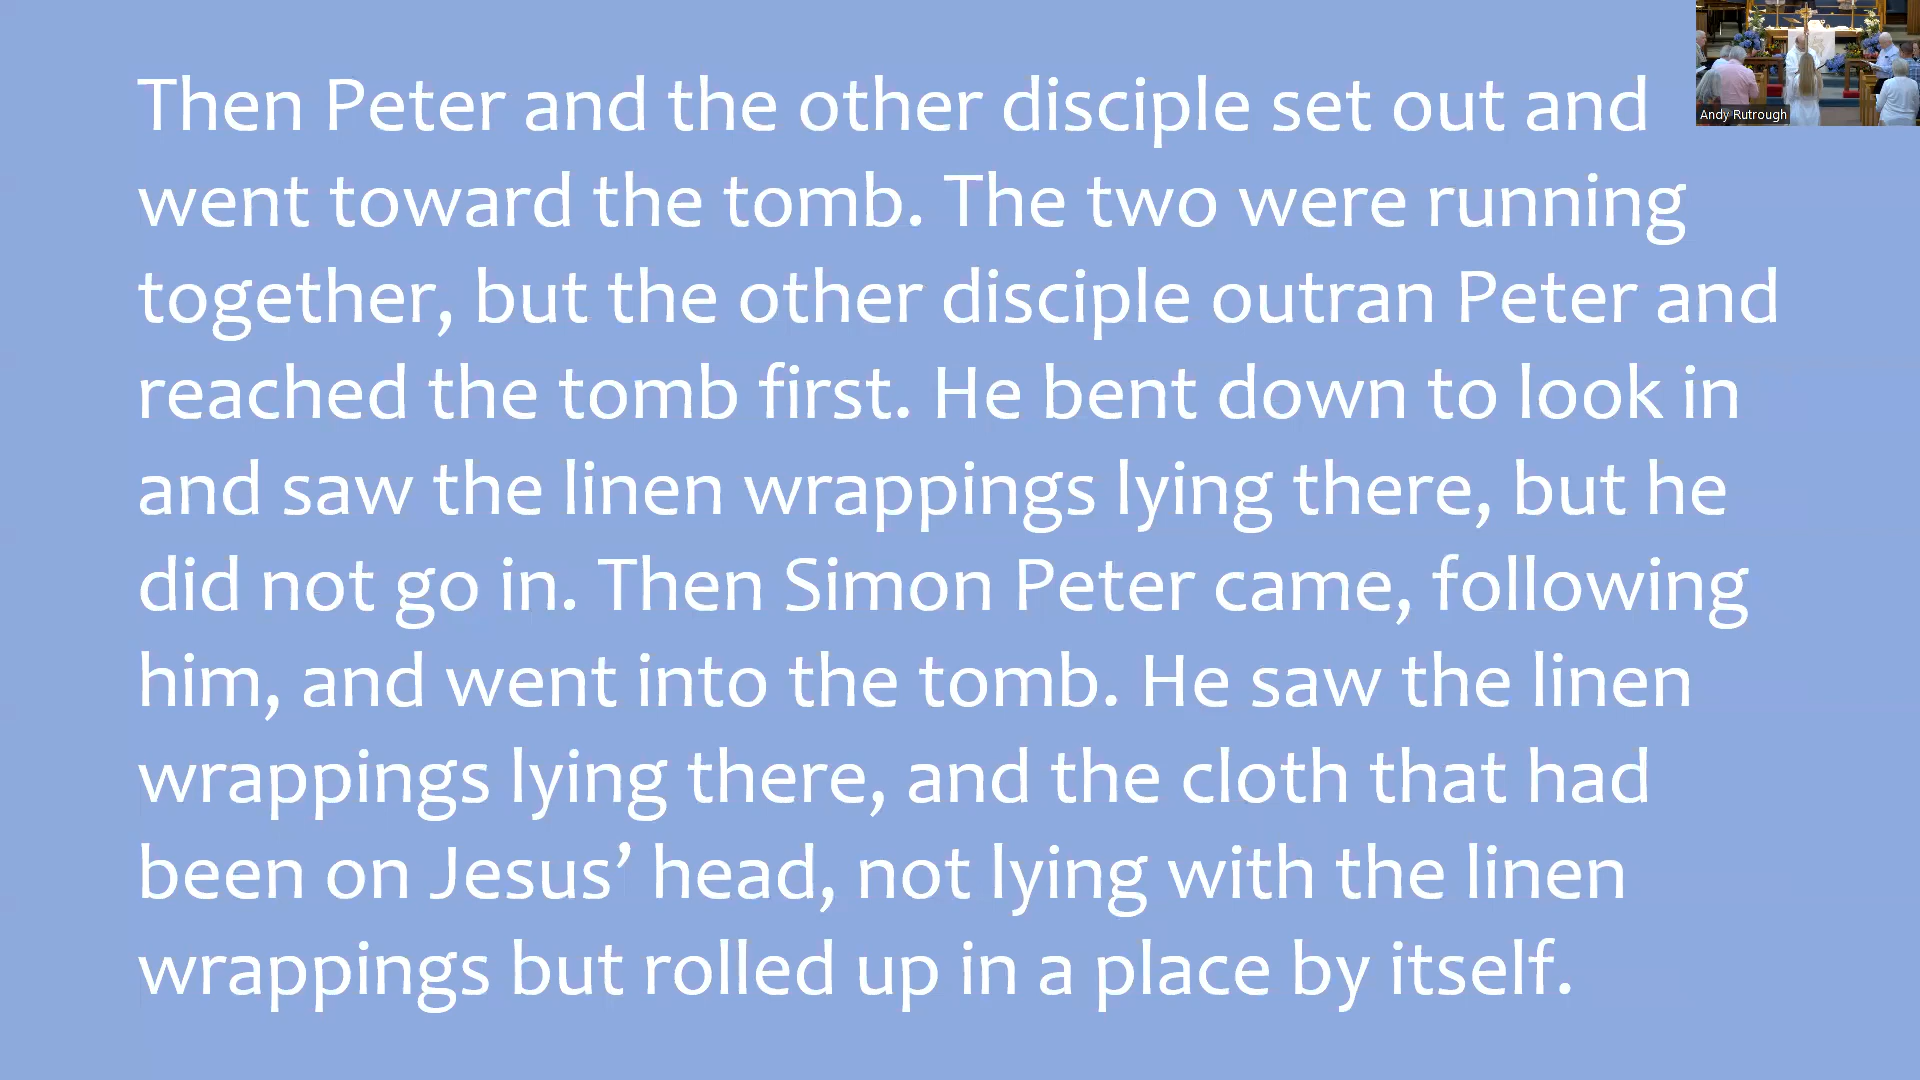 Then Peter and the other disciple set out and
went toward the tomb. The two were running
together, but the other disciple outran Peter and
reached the tomb first. He bent down to look in
and saw the linen wrappings lying there, but he
did not go in. Then Simon Peter came, following
him, and went into the tomb. He saw the linen
wrappings lying there, and the cloth that had
been on Jesus’ head, not lying with the linen
wrappings but rolled up in a place by itself.
Andy Rutrough